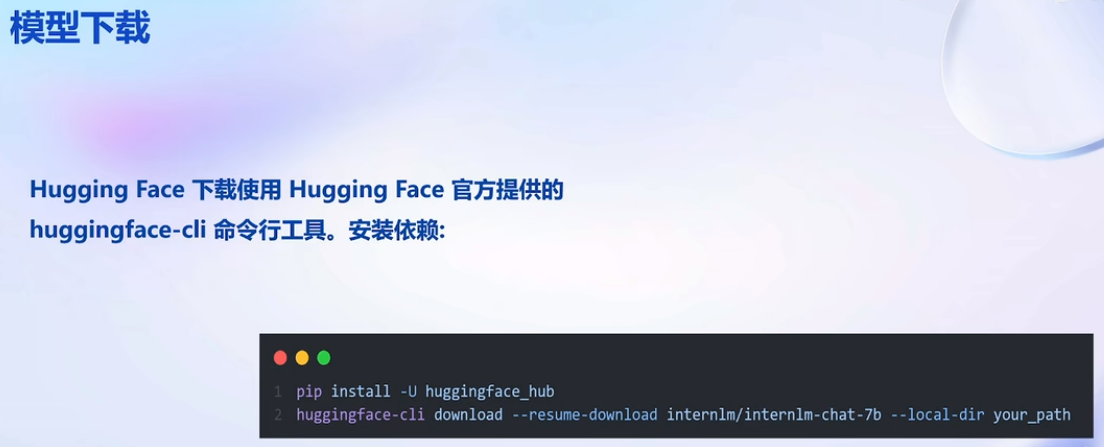 模型下载
Hugging Face 下载使用 Hugging Face 官方提供的
huggingface-cli 命令行工具。安装依赖:
1 pip install -U huggingface_hub
2 huggingface-cli download --resume-download internlm/internlm-chat-7b --local-dir your_path